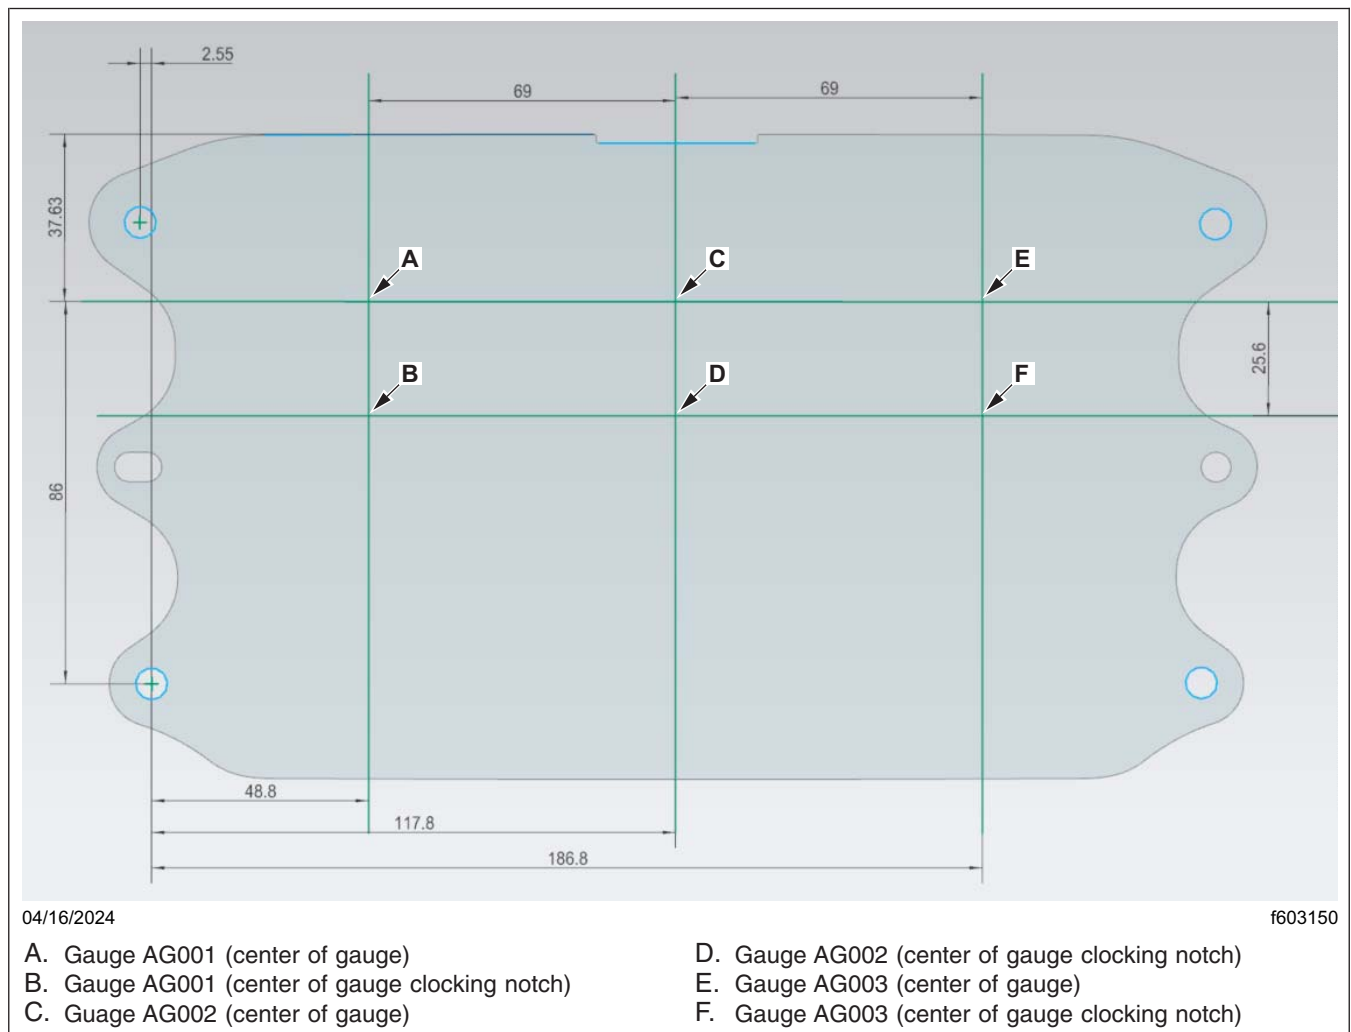 2.55
69
69
37.63
A
C
E
25.6
B
D
F
86
48.8
117.8
186.8
04/16/2024
f603150
A. Gauge AG001 (center of gauge)
B. Gauge AG001 (center of gauge clocking notch)
C. Guage AG002 (center of gauge)
D. Gauge AG002 (center of gauge clocking notch)
E. Gauge AG003 (center of gauge)
F. Gauge AG003 (center of gauge clocking notch)